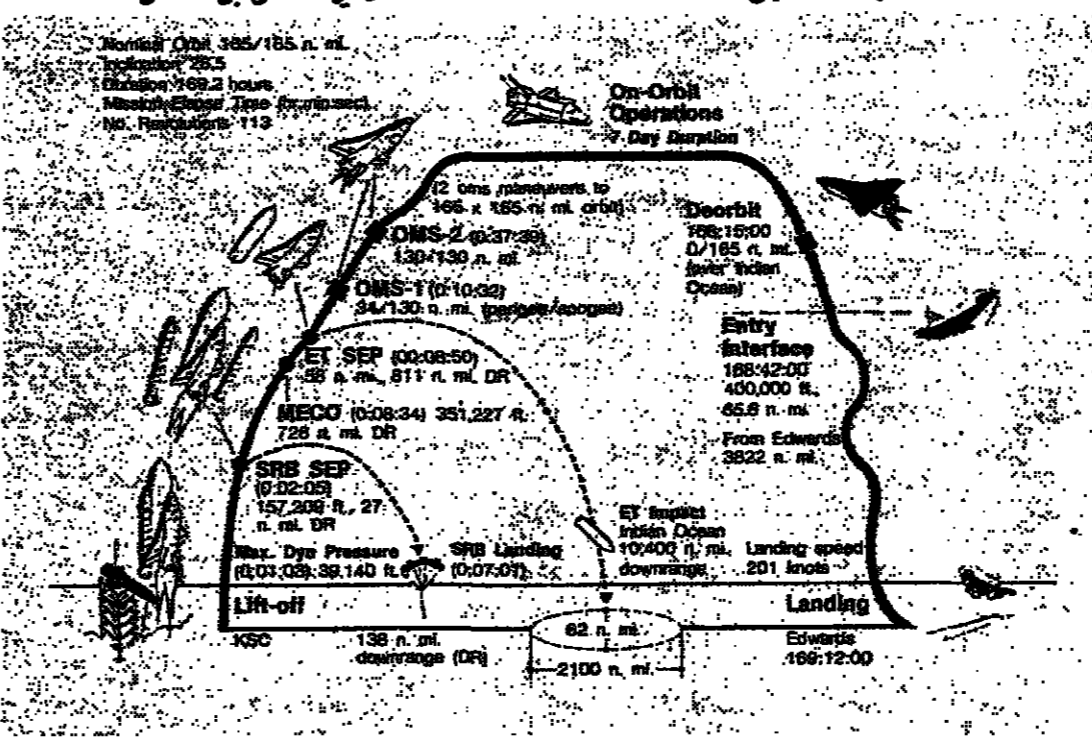 Nominal Orbit 165/165 n. mi.
Inclination 28.5
Duration 169.2 hours
Mission Elapse Time (hr:min:sec)
No. Revolutions 113
On-Orbit
Operations
7 Day Duration
(2 oms maneuvers to
165 x 165 n. mi. orbit)
OMS-2 (0:37:39)
130/130 n. mi.
OMS-1 (0:10:32)
34/130 n. mi. (perigee/apogee)
ET SEP (00:08:50)
58 n. mi., 811 n. mi. DR
MECO (0:08:34) 351,227 ft.
726 n. mi. DR
SRB SEP
(0:02:05)
157,209 ft., 27
n. mi. DR
Max. Dyn Pressure
(0:01:03) 39,140 ft.
SRB Landing
(0:07:01)
Deorbit
168:15:00
0/165 n. mi.
(over Indian
Ocean)
Entry
Interface
168:42:00
400,000 ft.,
65.8 n. mi.
From Edwards
3822 n. mi.
ET Impact
Indian Ocean
10,400 n. mi.
downrange
Landing speed
201 knots
Lift-off
Landing
KSC
138 n. mi.
downrange (DR)
62 n. mi.
2100 n. mi.
Edwards
169:12:00